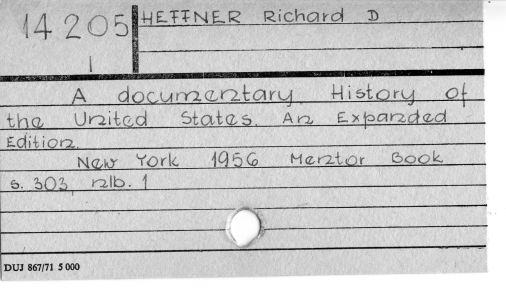 14205 HEFFNER Richard D
I
A documentary History of
the United States. An Expanded
Edition.
New York 1956 Mentor Book
s. 303, nlb. 1
DUJ 867/71 5 000